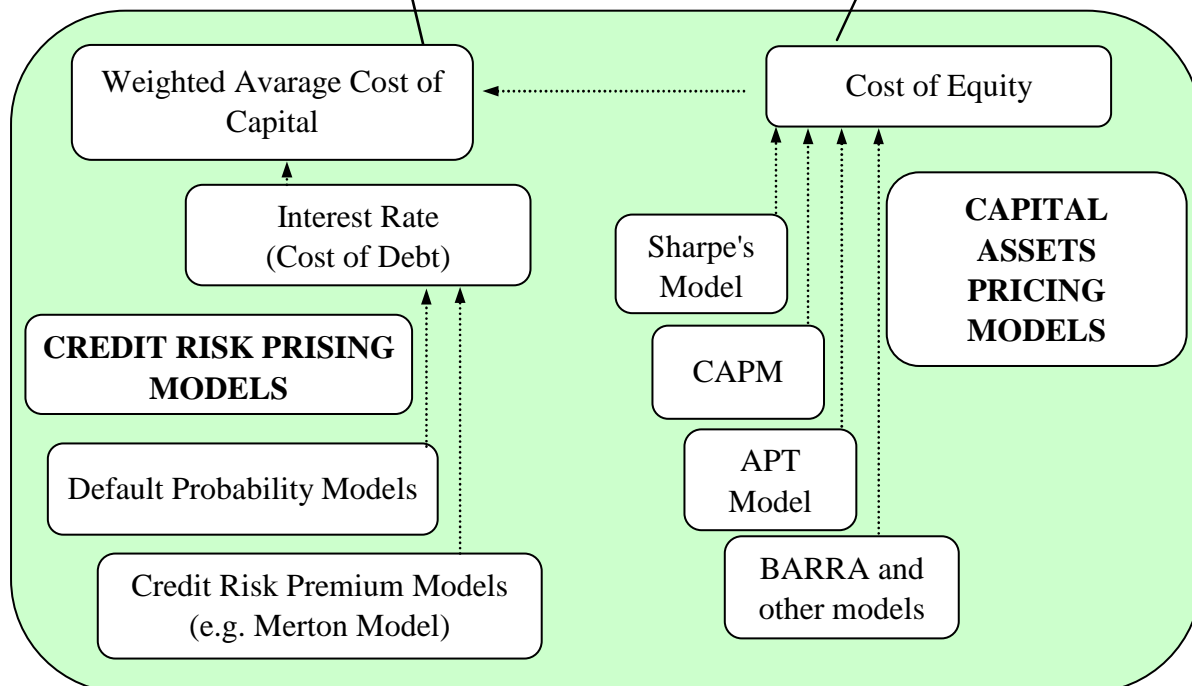 Weighted Avarage Cost of
Capital
Cost of Equity
Interest Rate
(Cost of Debt)
Sharpe's
Model
CAPITAL
ASSETS
PRICING
MODELS
CREDIT RISK PRISING
MODELS
CAPM
Default Probability Models
APT
Model
Credit Risk Premium Models
(e.g. Merton Model)
BARRA and
other models